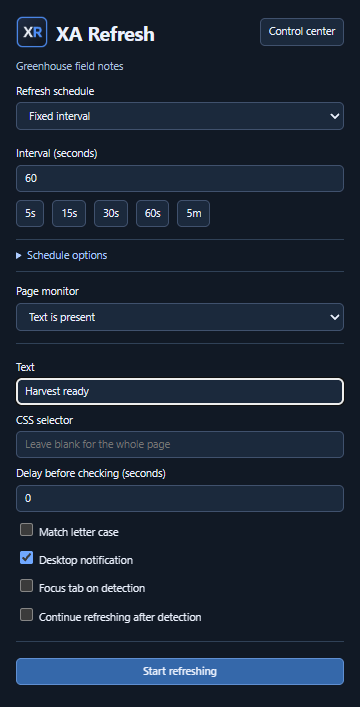 XR XA Refresh Control center
Greenhouse field notes
Refresh schedule
Fixed interval
Interval (seconds)
60
5s 15s 30s 60s 5m
Schedule options
Page monitor
Text is present
Text
Harvest ready
CSS selector
Leave blank for the whole page
Delay before checking (seconds)
0
Match letter case
Desktop notification
Focus tab on detection
Continue refreshing after detection
Start refreshing